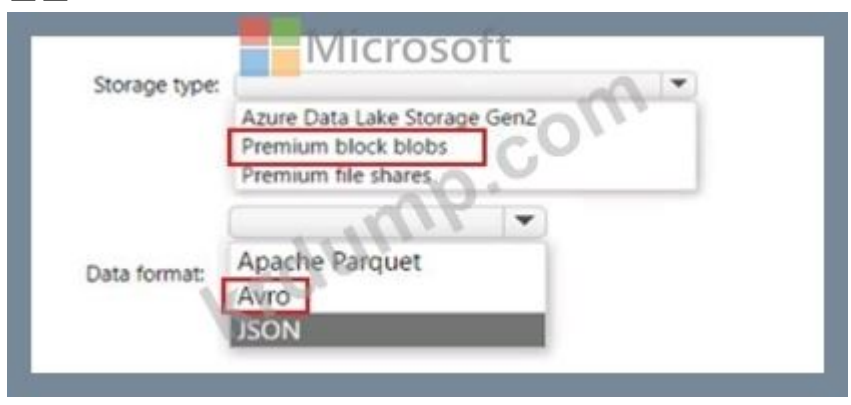 Microsoft
Storage type:
Azure Data Lake Storage Gen2
Premium block blobs
Premium file shares
Data format:
Apache Parquet
Avro
JSON